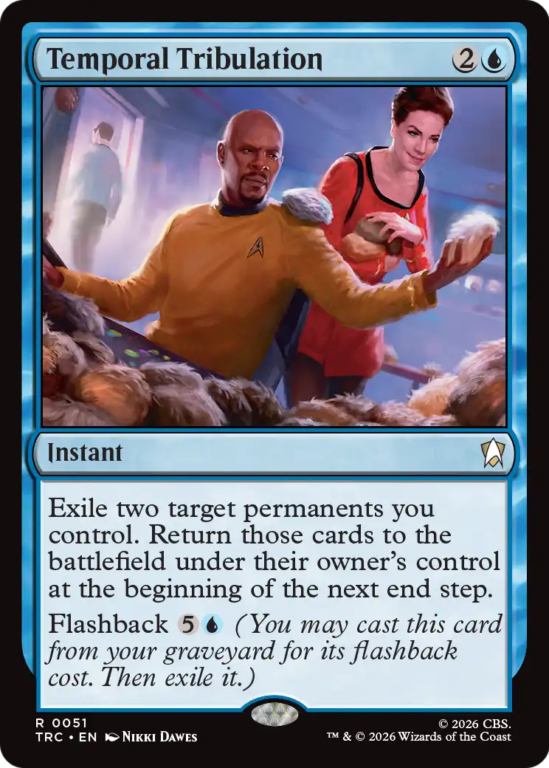 Temporal Tribulation 2
Instant
Exile two target permanents you
control. Return those cards to the
battlefield under their owner's control
at the beginning of the next end step.
Flashback 5 (You may cast this card
from your graveyard for its flashback
cost. Then exile it.)
R 0051 © 2026 CBS.
TRC • EN Nikki Dawes ™ & © 2026 Wizards of the Coast